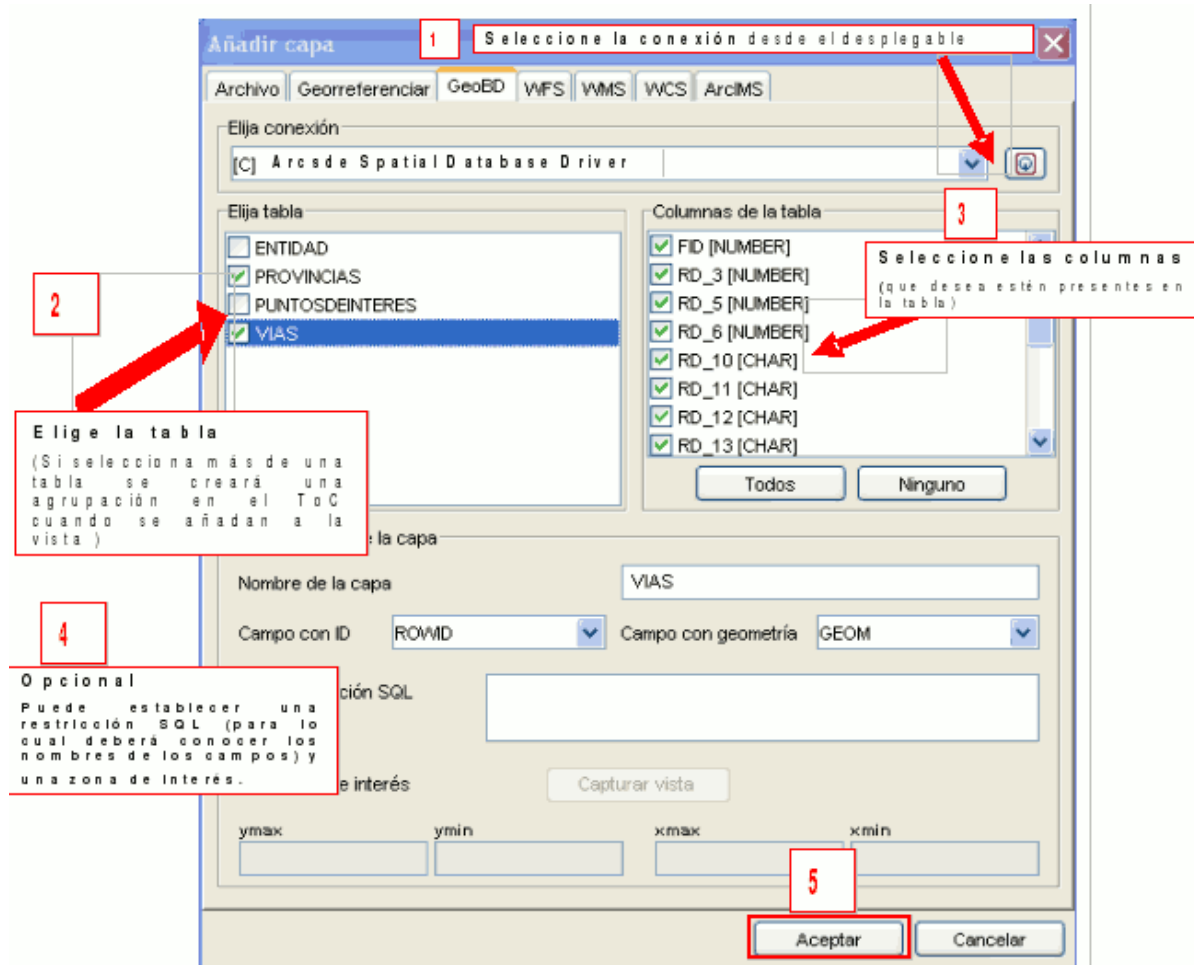 Añadir capa
1
Seleccione la conexión desde el desplegable
Archivo Georreferenciar GeoBD WFS WMS WCS ArcIMS
Elija conexión
[C] Arcsde Spatial Database Driver
Elija tabla
ENTIDAD
PROVINCIAS
PUNTOSDEINTERES
VIAS
2
Elige la tabla
(Si selecciona más de una
tabla se creará una
agrupación en el ToC
cuando se añadan a la
vista )
Columnas de la tabla
3
FID [NUMBER]
RD_3 [NUMBER]
RD_5 [NUMBER]
RD_6 [NUMBER]
RD_10 [CHAR]
RD_11 [CHAR]
RD_12 [CHAR]
RD_13 [CHAR]
Seleccione las columnas
(que desea estén presentes en
la tabla)
Todos Ninguno
la capa
Nombre de la capa VIAS
Campo con ID ROWID Campo con geometría GEOM
4
Opcional
Puede establecer una
restricción SQL (para lo
cual deberá conocer los
nombres de los campos) y
una zona de Interés.
ción SQL
e interés Capturar vista
ymax ymin xmax xmin
5
Aceptar Cancelar